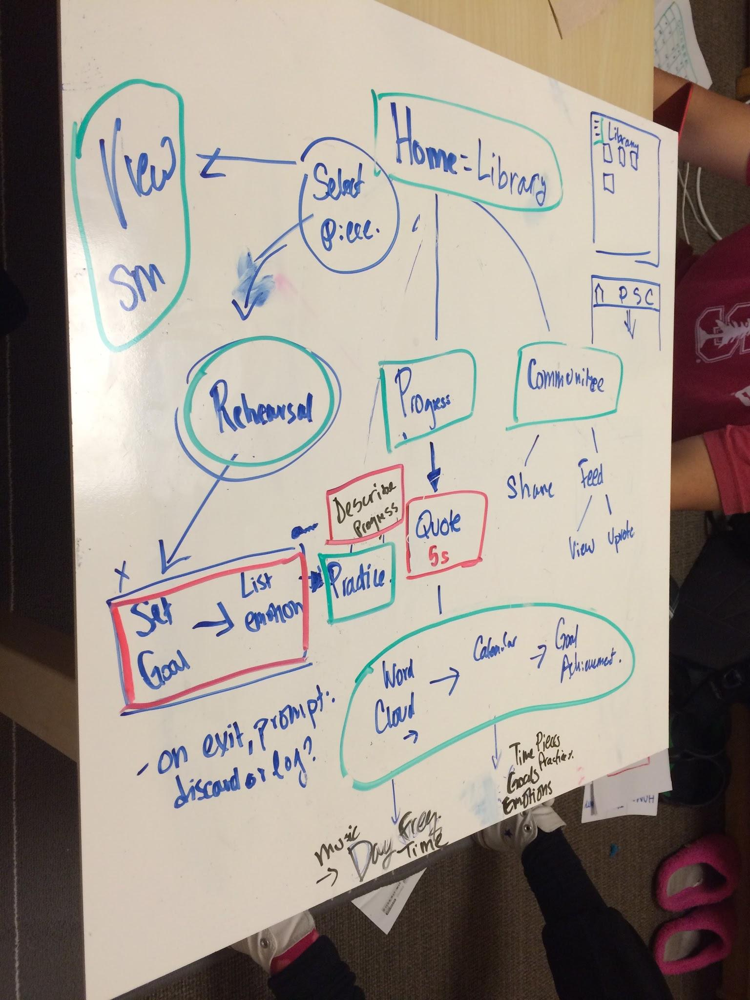 View
SM
Select
Piece.
Home = Library
Library
P S C
Rehearsal
Progress
Communitee
Share
Feed
View
Upvote
Describe
Progress
Quote
5s
Practice.
X
Set
Goal
List
emotion
- on exit, prompt:
discard or log?
Word
Cloud
Calendar
Goal
Achievement.
Time Pieces
Practices.
Goals
Emotions
Music
Day Free
Time